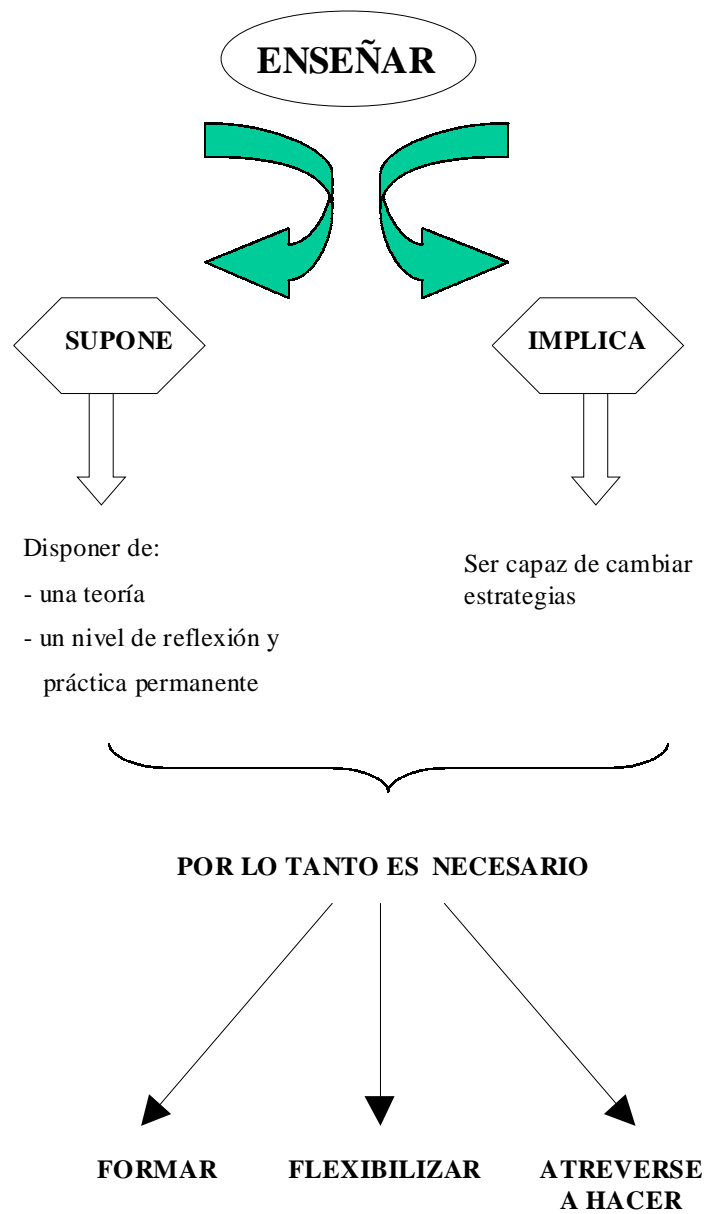 ENSEÑAR
SUPONE
IMPLICA
Disponer de:
- una teoría
- un nivel de reflexión y
práctica permanente
Ser capaz de cambiar
estrategias
POR LO TANTO ES NECESARIO
FORMAR
FLEXIBILIZAR
ATREVERSE
A HACER